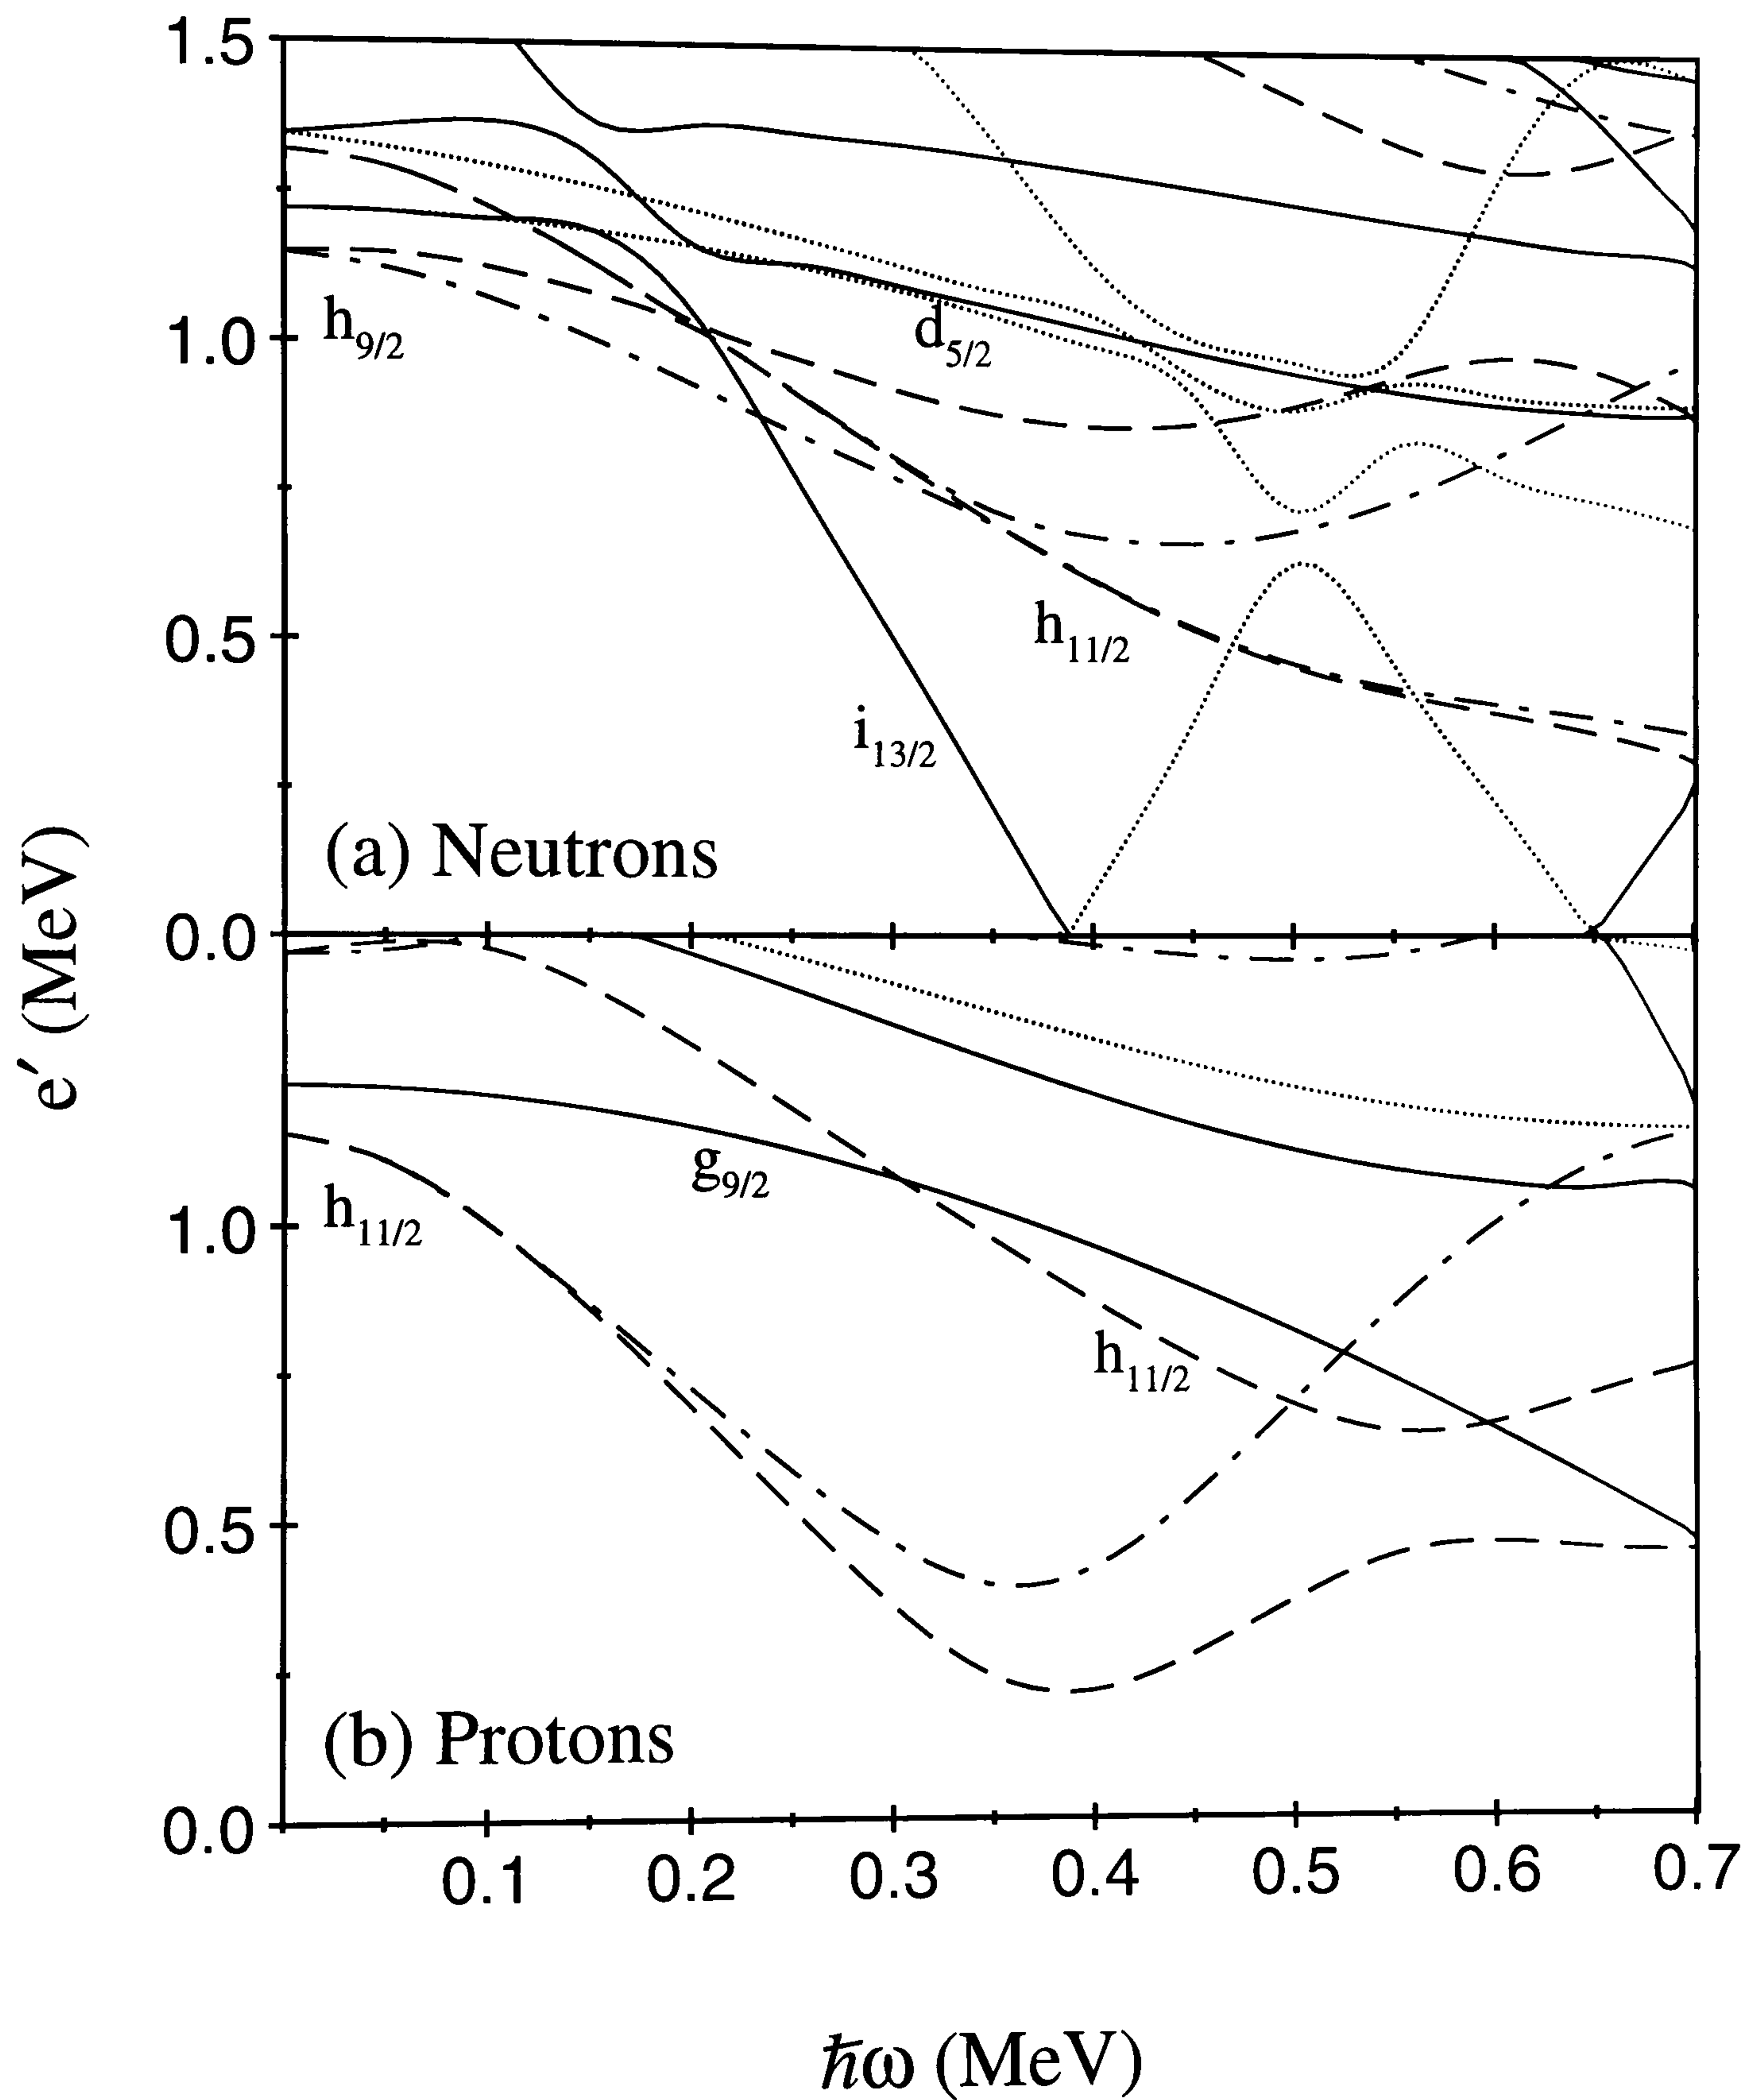 1.5
h9/2
1.0
d5/2
0.5
h11/2
i13/2
(a) Neutrons
0.0
e′ (MeV)
g9/2
h11/2
1.0
h11/2
0.5
(b) Protons
0.0
0.1 0.2 0.3 0.4 0.5 0.6 0.7
ħω (MeV)